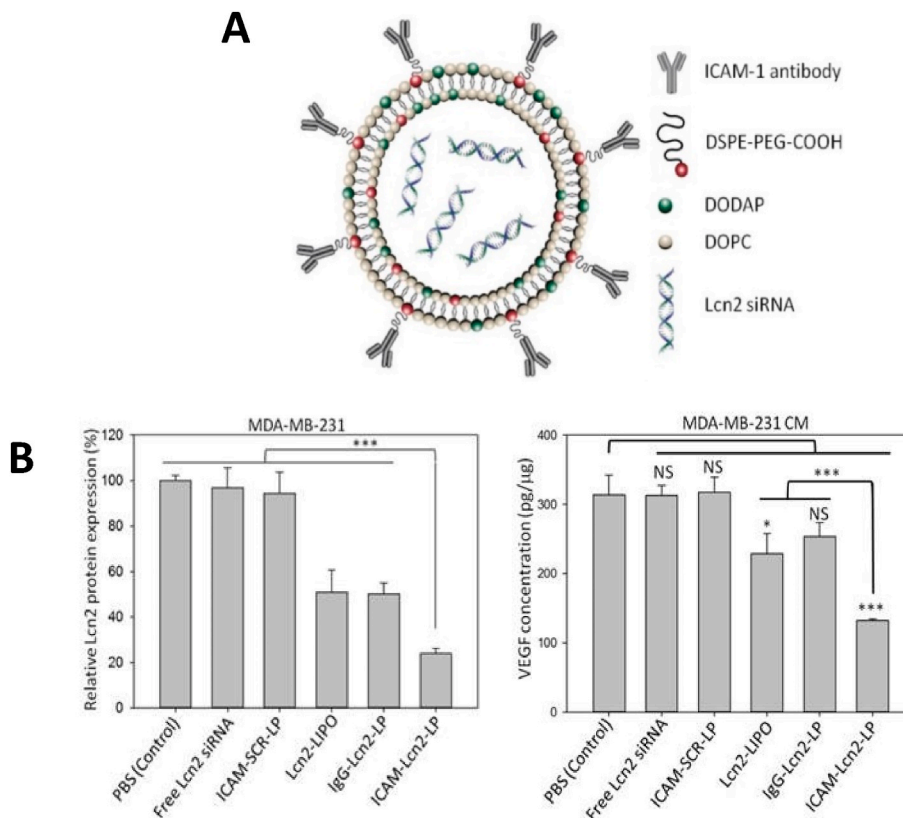 A
ICAM-1 antibody
DSPE-PEG-COOH
DODAP
DOPC
Lcn2 siRNA
B
MDA-MB-231
***
Relative Lcn2 protein expression (%)
120
100
80
60
40
20
0
PBS (Control)
Free Lcn2 siRNA
ICAM-SCR-LP
Lcn2-LIPO
IgG-Lcn2-LP
ICAM-Lcn2-LP
MDA-MB-231 CM
VEGF concentration (pg/μg)
400
300
200
100
0
NS
NS
***
*
NS
***
PBS (Control)
Free Lcn2 siRNA
ICAM-SCR-LP
Lcn2-LIPO
IgG-Lcn2-LP
ICAM-Lcn2-LP